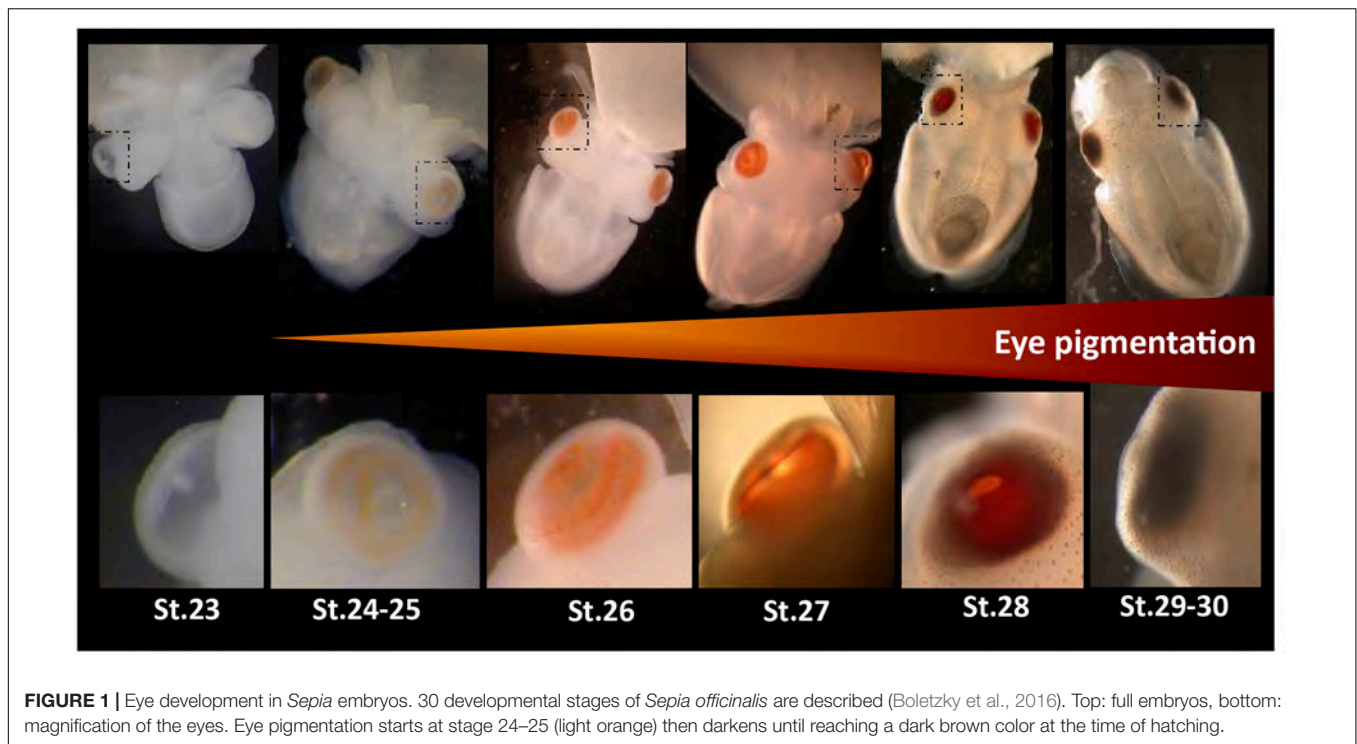 Eye pigmentation
St.23 St.24-25 St.26 St.27 St.28 St.29-30
FIGURE 1 | Eye development in Sepia embryos. 30 developmental stages of Sepia officinalis are described (Boletzky et al., 2016). Top: full embryos, bottom:
magnification of the eyes. Eye pigmentation starts at stage 24–25 (light orange) then darkens until reaching a dark brown color at the time of hatching.